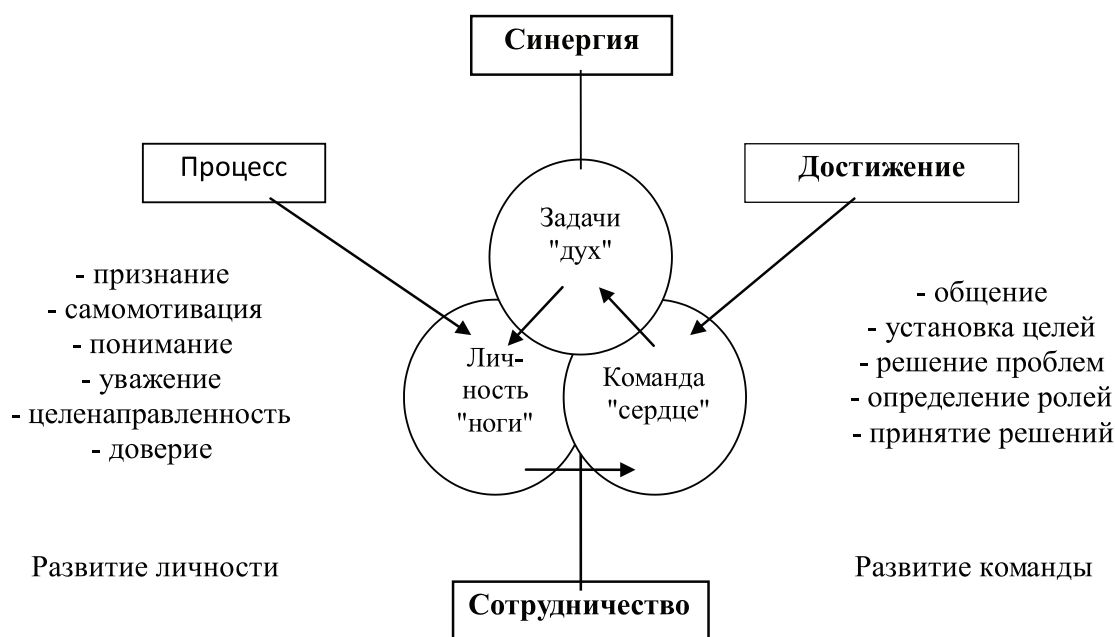 Синергия
Процесс
Достижение
Задачи
"дух"
- признание
- самомотивация
- понимание
- уважение
- целенаправленность
- доверие
Лич-
ность
"ноги"
Команда
"сердце"
- общение
- установка целей
- решение проблем
- определение ролей
- принятие решений
Развитие личности
Развитие команды
Сотрудничество